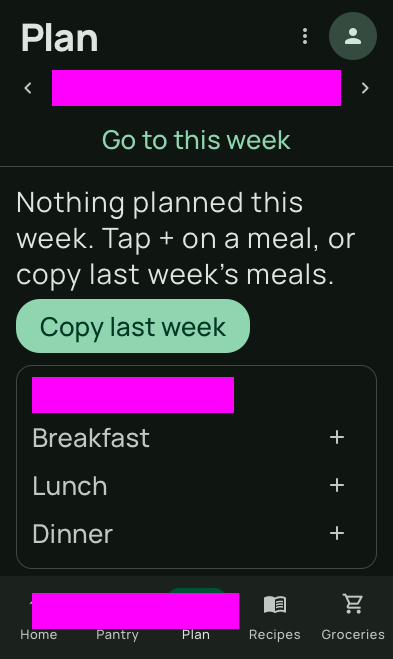 Plan
Go to this week
Nothing planned this
week. Tap + on a meal, or
copy last week's meals.
Copy last week
Breakfast
Lunch
Dinner
Home
Pantry
Plan
Recipes
Groceries